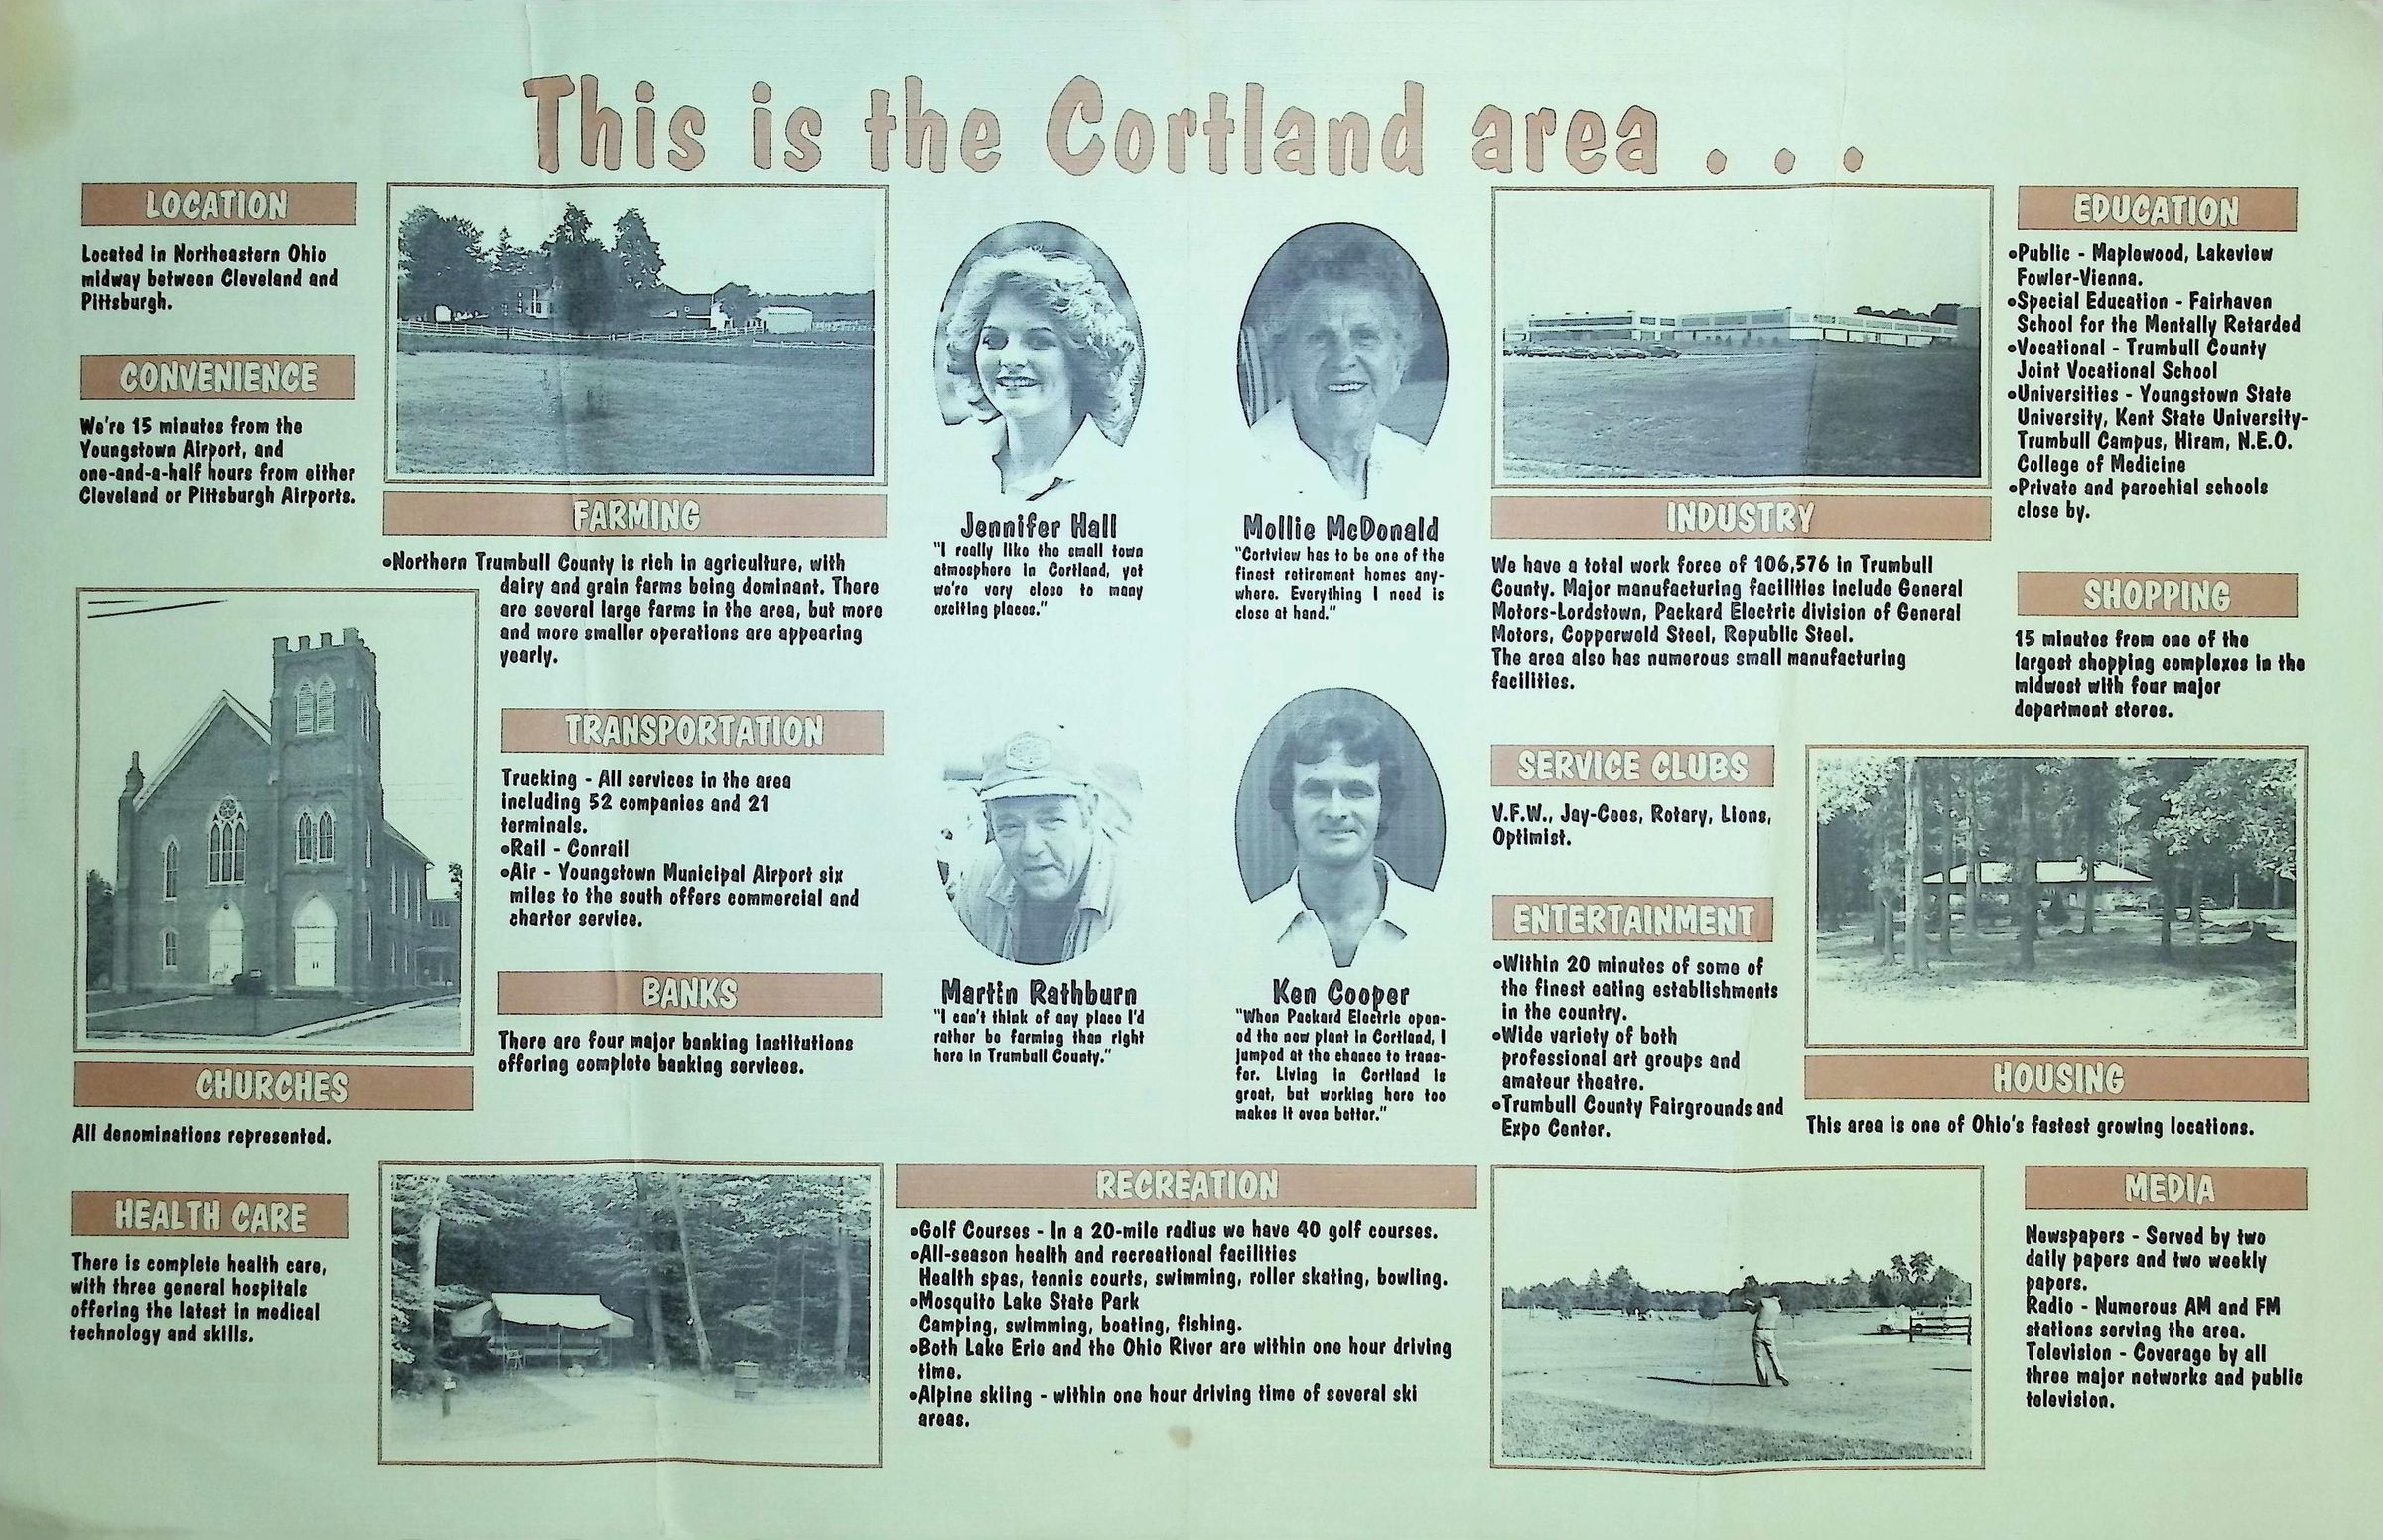 This is the Cortland area . . .
LOCATION
Located in Northeastern Ohio
midway between Cleveland and
Pittsburgh.
CONVENIENCE
We're 15 minutes from the
Youngstown Airport, and
one-and-a-half hours from either
Cleveland or Pittsburgh Airports.
FARMING
•Northern Trumbull County is rich in agriculture, with
dairy and grain farms being dominant. There
are several large farms in the area, but more
and more smaller operations are appearing
yearly.
TRANSPORTATION
Trucking - All services in the area
including 52 companies and 21
terminals.
•Rail - Conrail
•Air - Youngstown Municipal Airport six
miles to the south offers commercial and
charter service.
BANKS
There are four major banking institutions
offering complete banking services.
CHURCHES
All denominations represented.
HEALTH CARE
There is complete health care,
with three general hospitals
offering the latest in medical
technology and skills.
Jennifer Hall
"I really like the small town
atmosphere in Cortland, yet
we're very close to many
exciting places."
Mollie McDonald
"Cortview has to be one of the
finest retirement homes any-
where. Everything I need is
close at hand."
Martin Rathburn
"I can't think of any place I'd
rather be farming than right
here in Trumbull County."
Ken Cooper
"When Packard Electric open-
ed the new plant in Cortland, I
jumped at the chance to trans-
fer. Living in Cortland is
great, but working here too
makes it even better."
RECREATION
•Golf Courses - In a 20-mile radius we have 40 golf courses.
•All-season health and recreational facilities
Health spas, tennis courts, swimming, roller skating, bowling.
•Mosquito Lake State Park
Camping, swimming, boating, fishing.
•Both Lake Erie and the Ohio River are within one hour driving
time.
•Alpine skiing - within one hour driving time of several ski
areas.
INDUSTRY
We have a total work force of 106,576 in Trumbull
County. Major manufacturing facilities include General
Motors-Lordstown, Packard Electric division of General
Motors, Copperweld Steel, Republic Steel.
The area also has numerous small manufacturing
facilities.
SERVICE CLUBS
V.F.W., Jay-Cees, Rotary, Lions,
Optimist.
ENTERTAINMENT
•Within 20 minutes of some of
the finest eating establishments
in the country.
•Wide variety of both
professional art groups and
amateur theatre.
•Trumbull County Fairgrounds and
Expo Center.
EDUCATION
•Public - Maplewood, Lakeview
Fowler-Vienna.
•Special Education - Fairhaven
School for the Mentally Retarded
•Vocational - Trumbull County
Joint Vocational School
•Universities - Youngstown State
University, Kent State University-
Trumbull Campus, Hiram, N.E.O.
College of Medicine
•Private and parochial schools
close by.
SHOPPING
15 minutes from one of the
largest shopping complexes in the
midwest with four major
department stores.
HOUSING
This area is one of Ohio's fastest growing locations.
MEDIA
Newspapers - Served by two
daily papers and two weekly
papers.
Radio - Numerous AM and FM
stations serving the area.
Television - Coverage by all
three major networks and public
television.